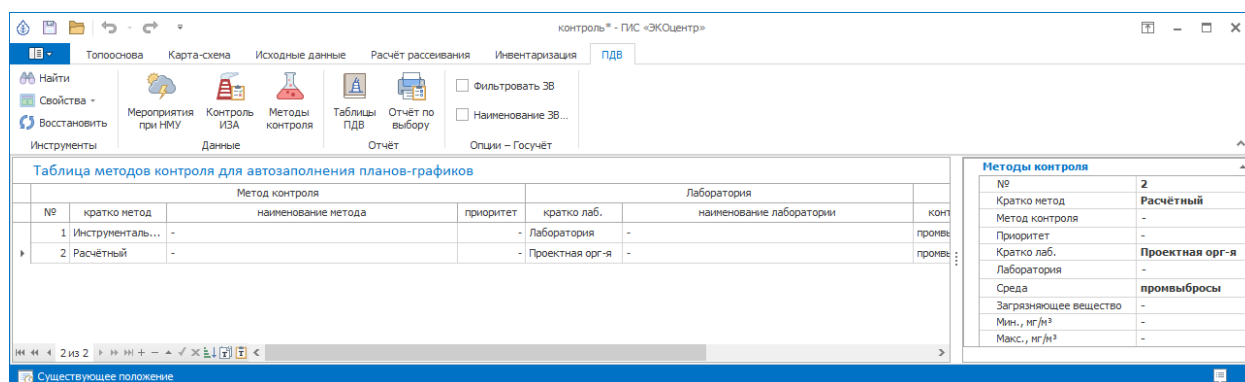 контроль* - ГИС «ЭКОцентр»
Топооснова Карта-схема Исходные данные Расчёт рассеивания Инвентаризация ПДВ
Найти
Свойства
Восстановить
Мероприятия при НМУ
Контроль ИЗА
Методы контроля
Таблицы ПДВ
Отчёт по выбору
Фильтровать ЗВ
Наименование ЗВ...
Инструменты Данные Отчёт Опции – Госучёт
Таблица методов контроля для автозаполнения планов-графиков
Метод контроля Лаборатория
№ кратко метод наименование метода приоритет кратко лаб. наименование лаборатории конт
1 Инструменталь... - - Лаборатория - промвы
2 Расчётный - - Проектная орг-я - промвы
2 из 2
Методы контроля
№ 2
Кратко метод Расчётный
Метод контроля -
Приоритет -
Кратко лаб. Проектная орг-я
Лаборатория -
Среда промвыбросы
Загрязняющее вещество -
Мин., мг/м³ -
Макс., мг/м³ -
Существующее положение